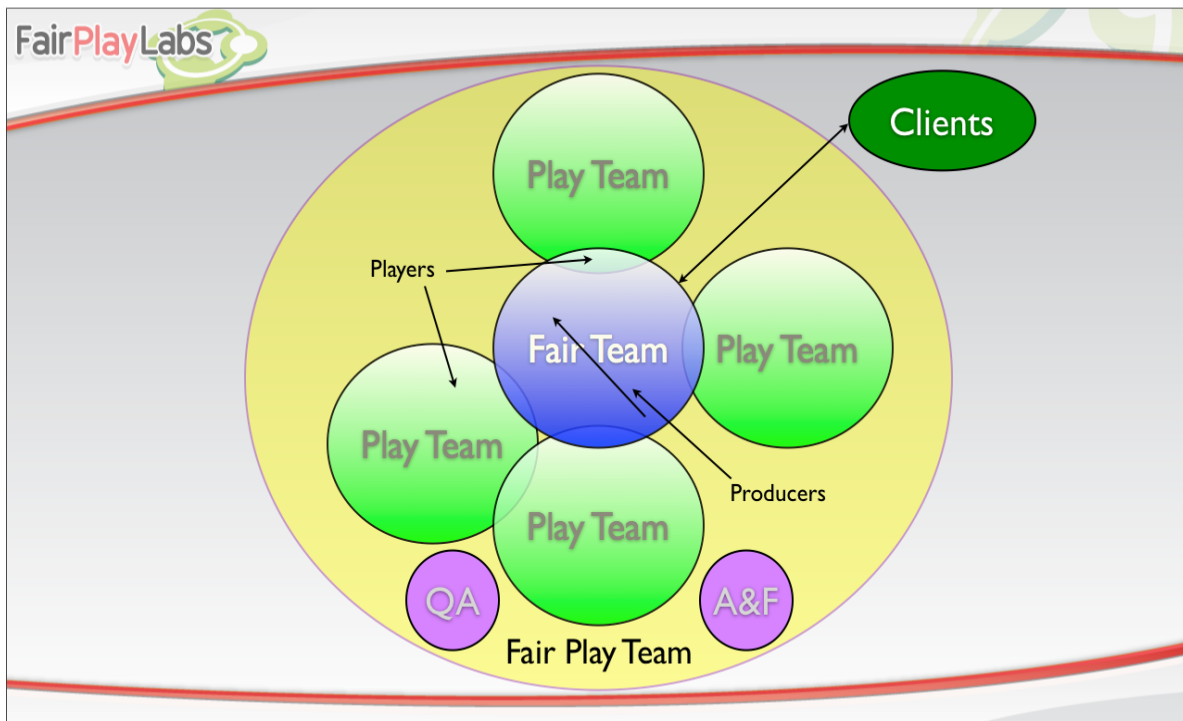 FairPlayLabs
Clients
Play Team
Players
Fair Team
Play Team
Play Team
Producers
Play Team
QA
A&F
Fair Play Team